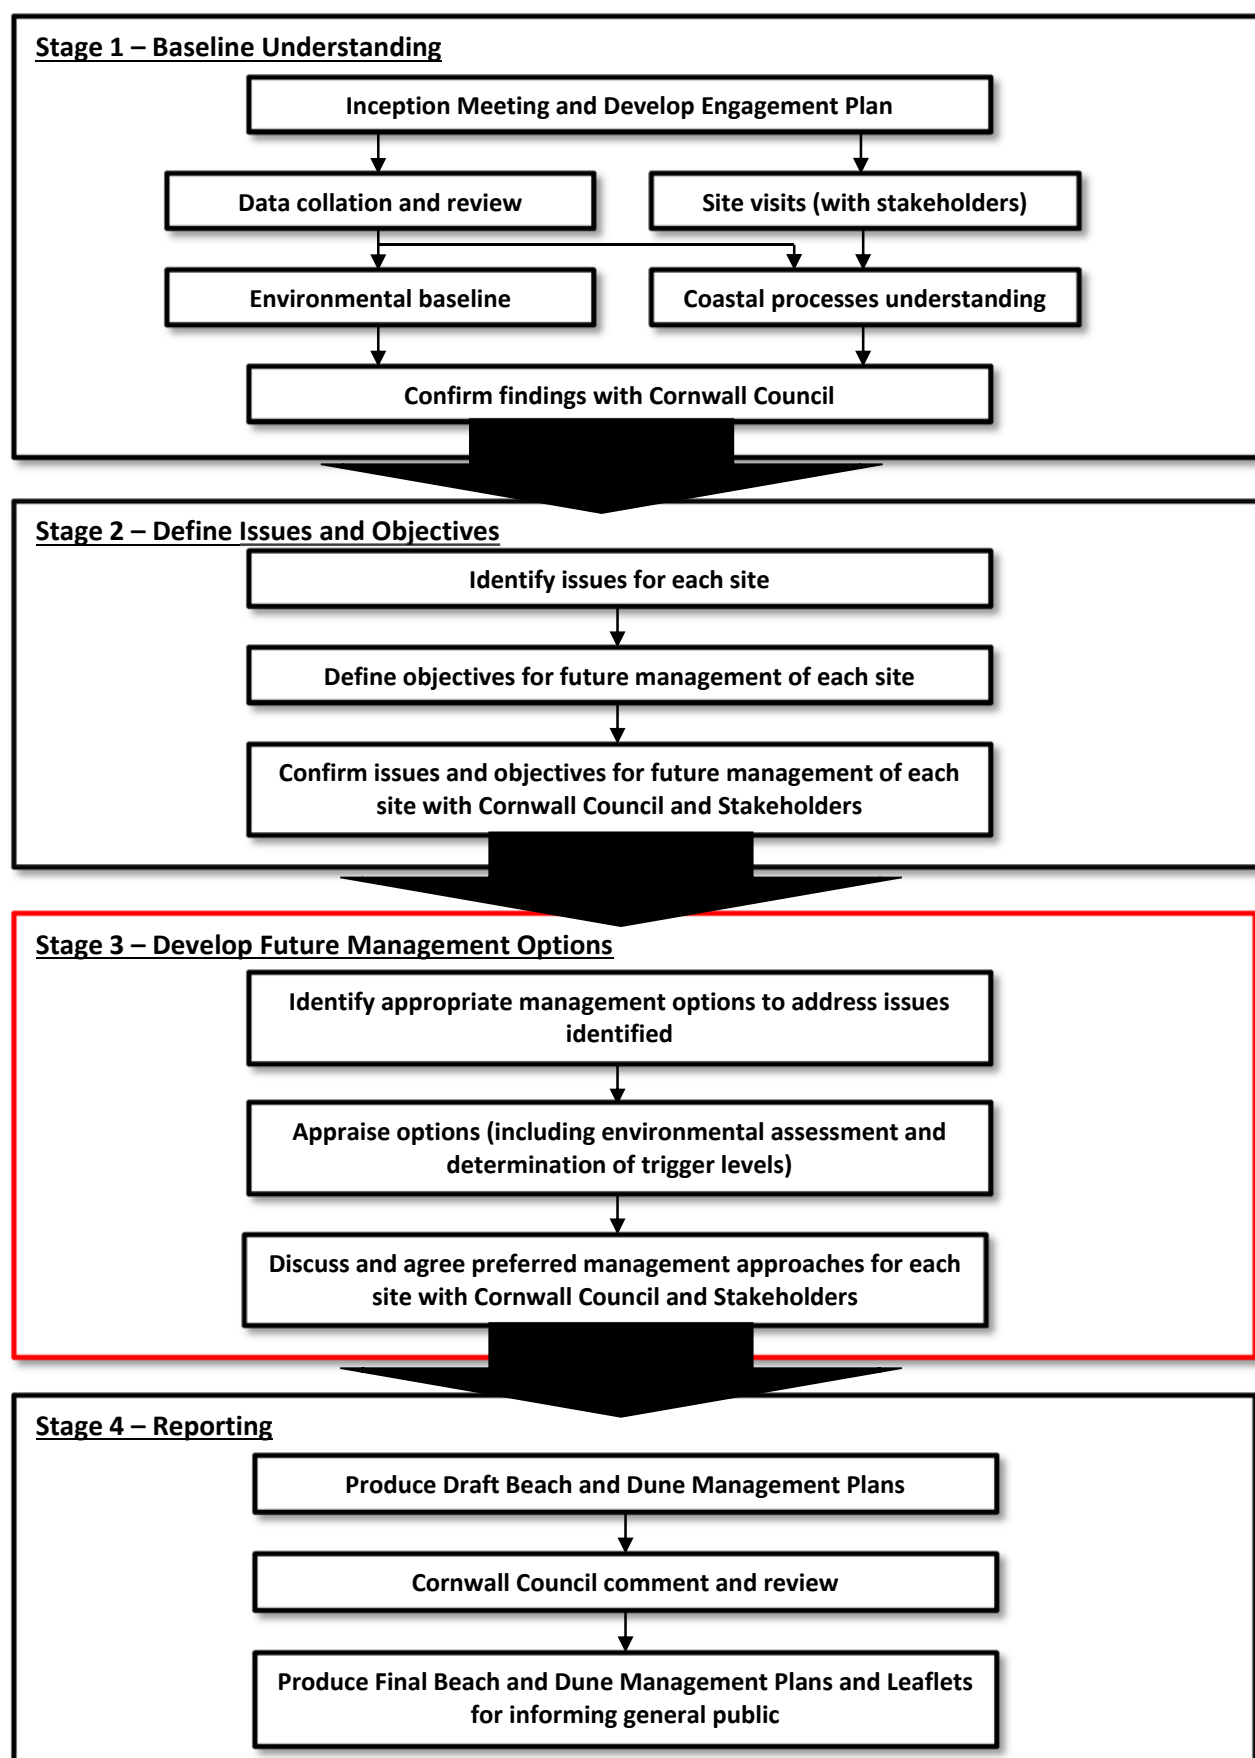 Stage 1 – Baseline Understanding
Inception Meeting and Develop Engagement Plan
Data collation and review
Site visits (with stakeholders)
Environmental baseline
Coastal processes understanding
Confirm findings with Cornwall Council
Stage 2 – Define Issues and Objectives
Identify issues for each site
Define objectives for future management of each site
Confirm issues and objectives for future management of each
site with Cornwall Council and Stakeholders
Stage 3 – Develop Future Management Options
Identify appropriate management options to address issues
identified
Appraise options (including environmental assessment and
determination of trigger levels)
Discuss and agree preferred management approaches for each
site with Cornwall Council and Stakeholders
Stage 4 – Reporting
Produce Draft Beach and Dune Management Plans
Cornwall Council comment and review
Produce Final Beach and Dune Management Plans and Leaflets
for informing general public